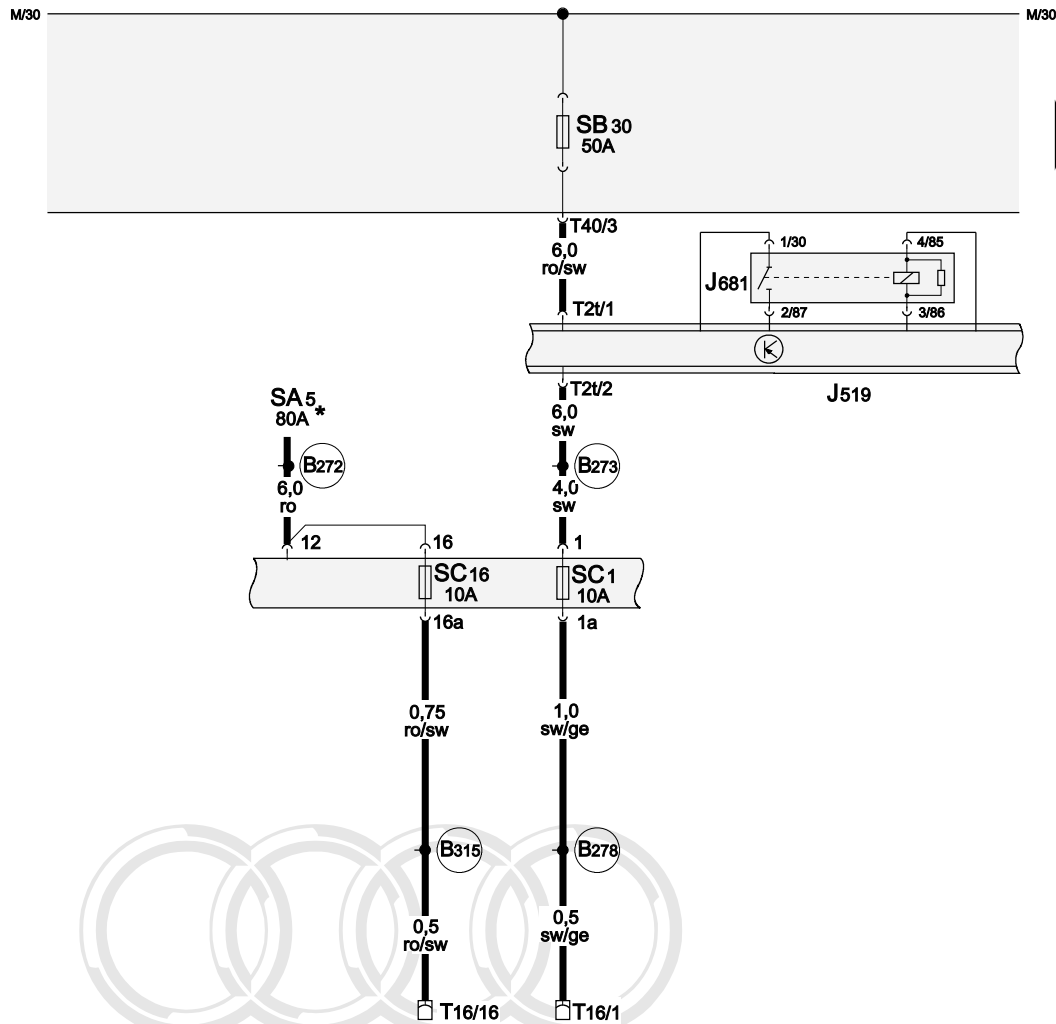 M/30 M/30
SB30
50A
T40/3
6,0
ro/sw
1/30 4/85
J681
T2t/1
2/87 3/86
T2t/2
J519
SA5
80A *
6,0
sw
B272 B273
6,0
ro
4,0
sw
12 16 1
SC16
10A
SC1
10A
16a 1a
0,75
ro/sw
1,0
sw/ge
B315 B278
0,5
ro/sw
0,5
sw/ge
T16/16 T16/1